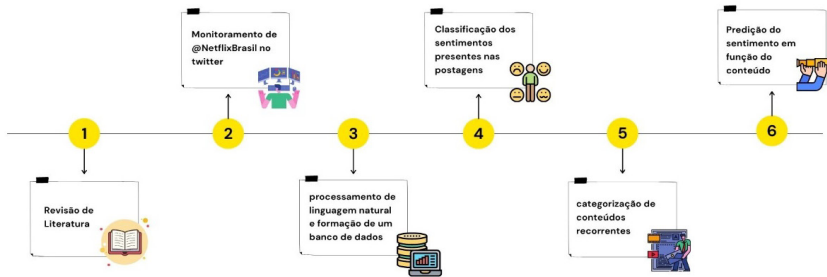 1
Revisão de
Literatura
2
Monitoramento de
@NetflixBrasil no
twitter
3
processamento de
linguagem natural
e formação de um
banco de dados
4
Classificação dos
sentimentos
presentes nas
postagens
5
categorização de
conteúdos
recorrentes
6
Predição do
sentimento em
função do
conteúdo